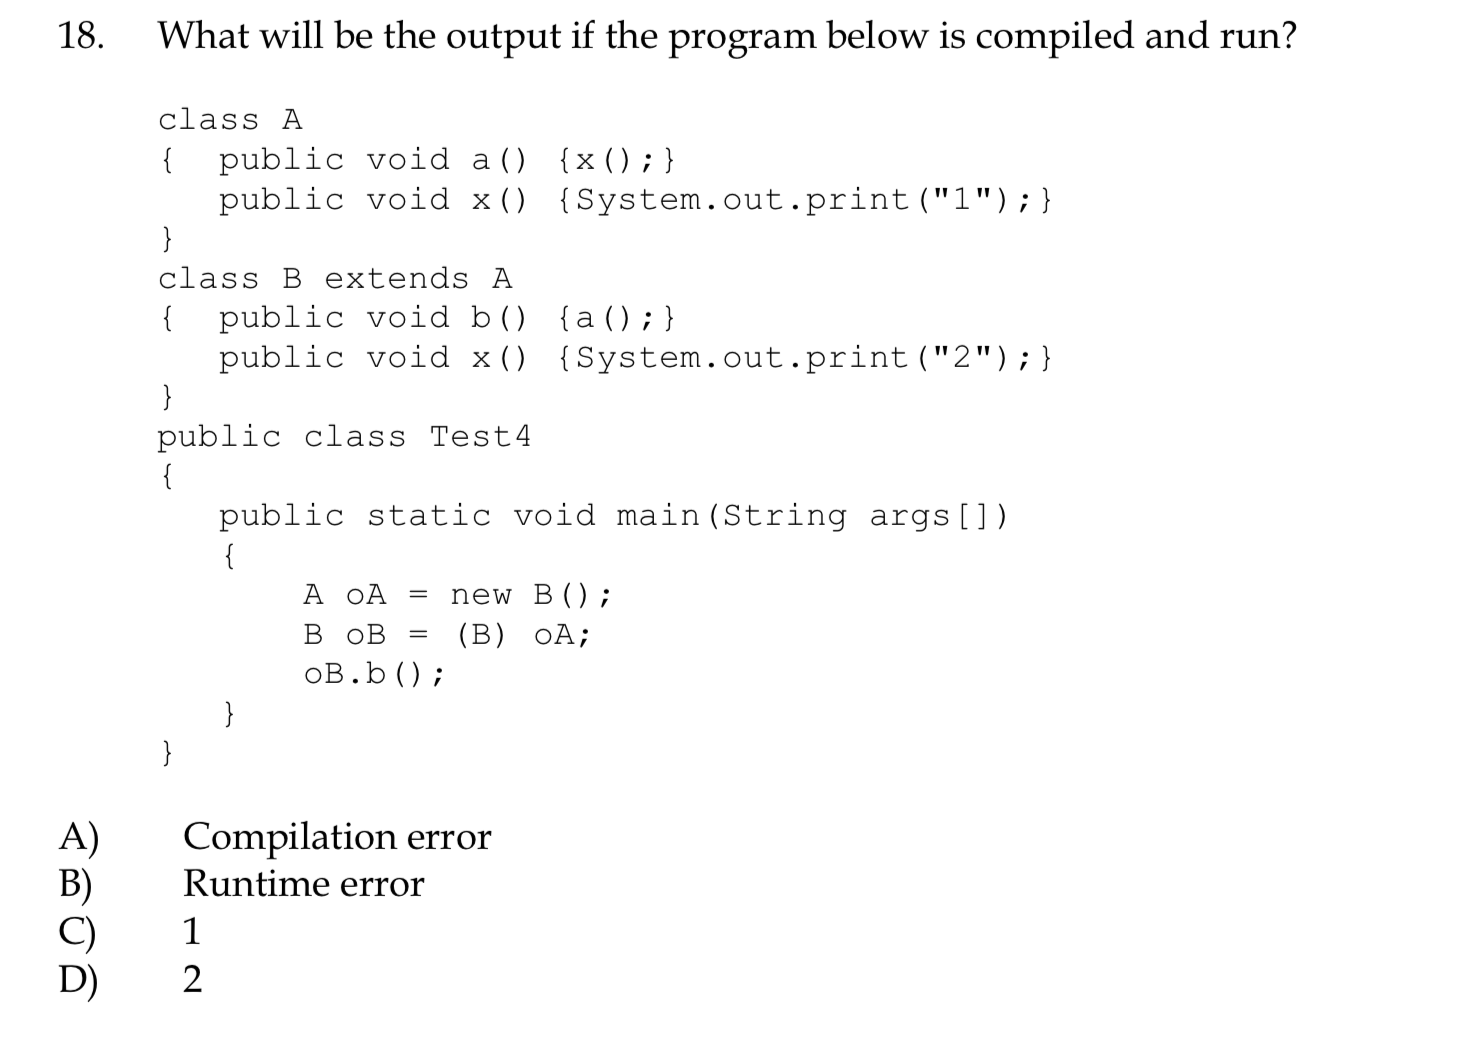 18. What will be the output if the program below is compiled and run?
class A
{ public void a() {x();}
public void x() {System.out.print("1");}
}
class B extends A
{ public void b() {a();}
public void x() {System.out.print("2");}
}
public class Test4
{
public static void main(String args[])
{
A oA = new B();
B oB = (B) oA;
oB.b();
}
}
A) Compilation error
B) Runtime error
C) 1
D) 2